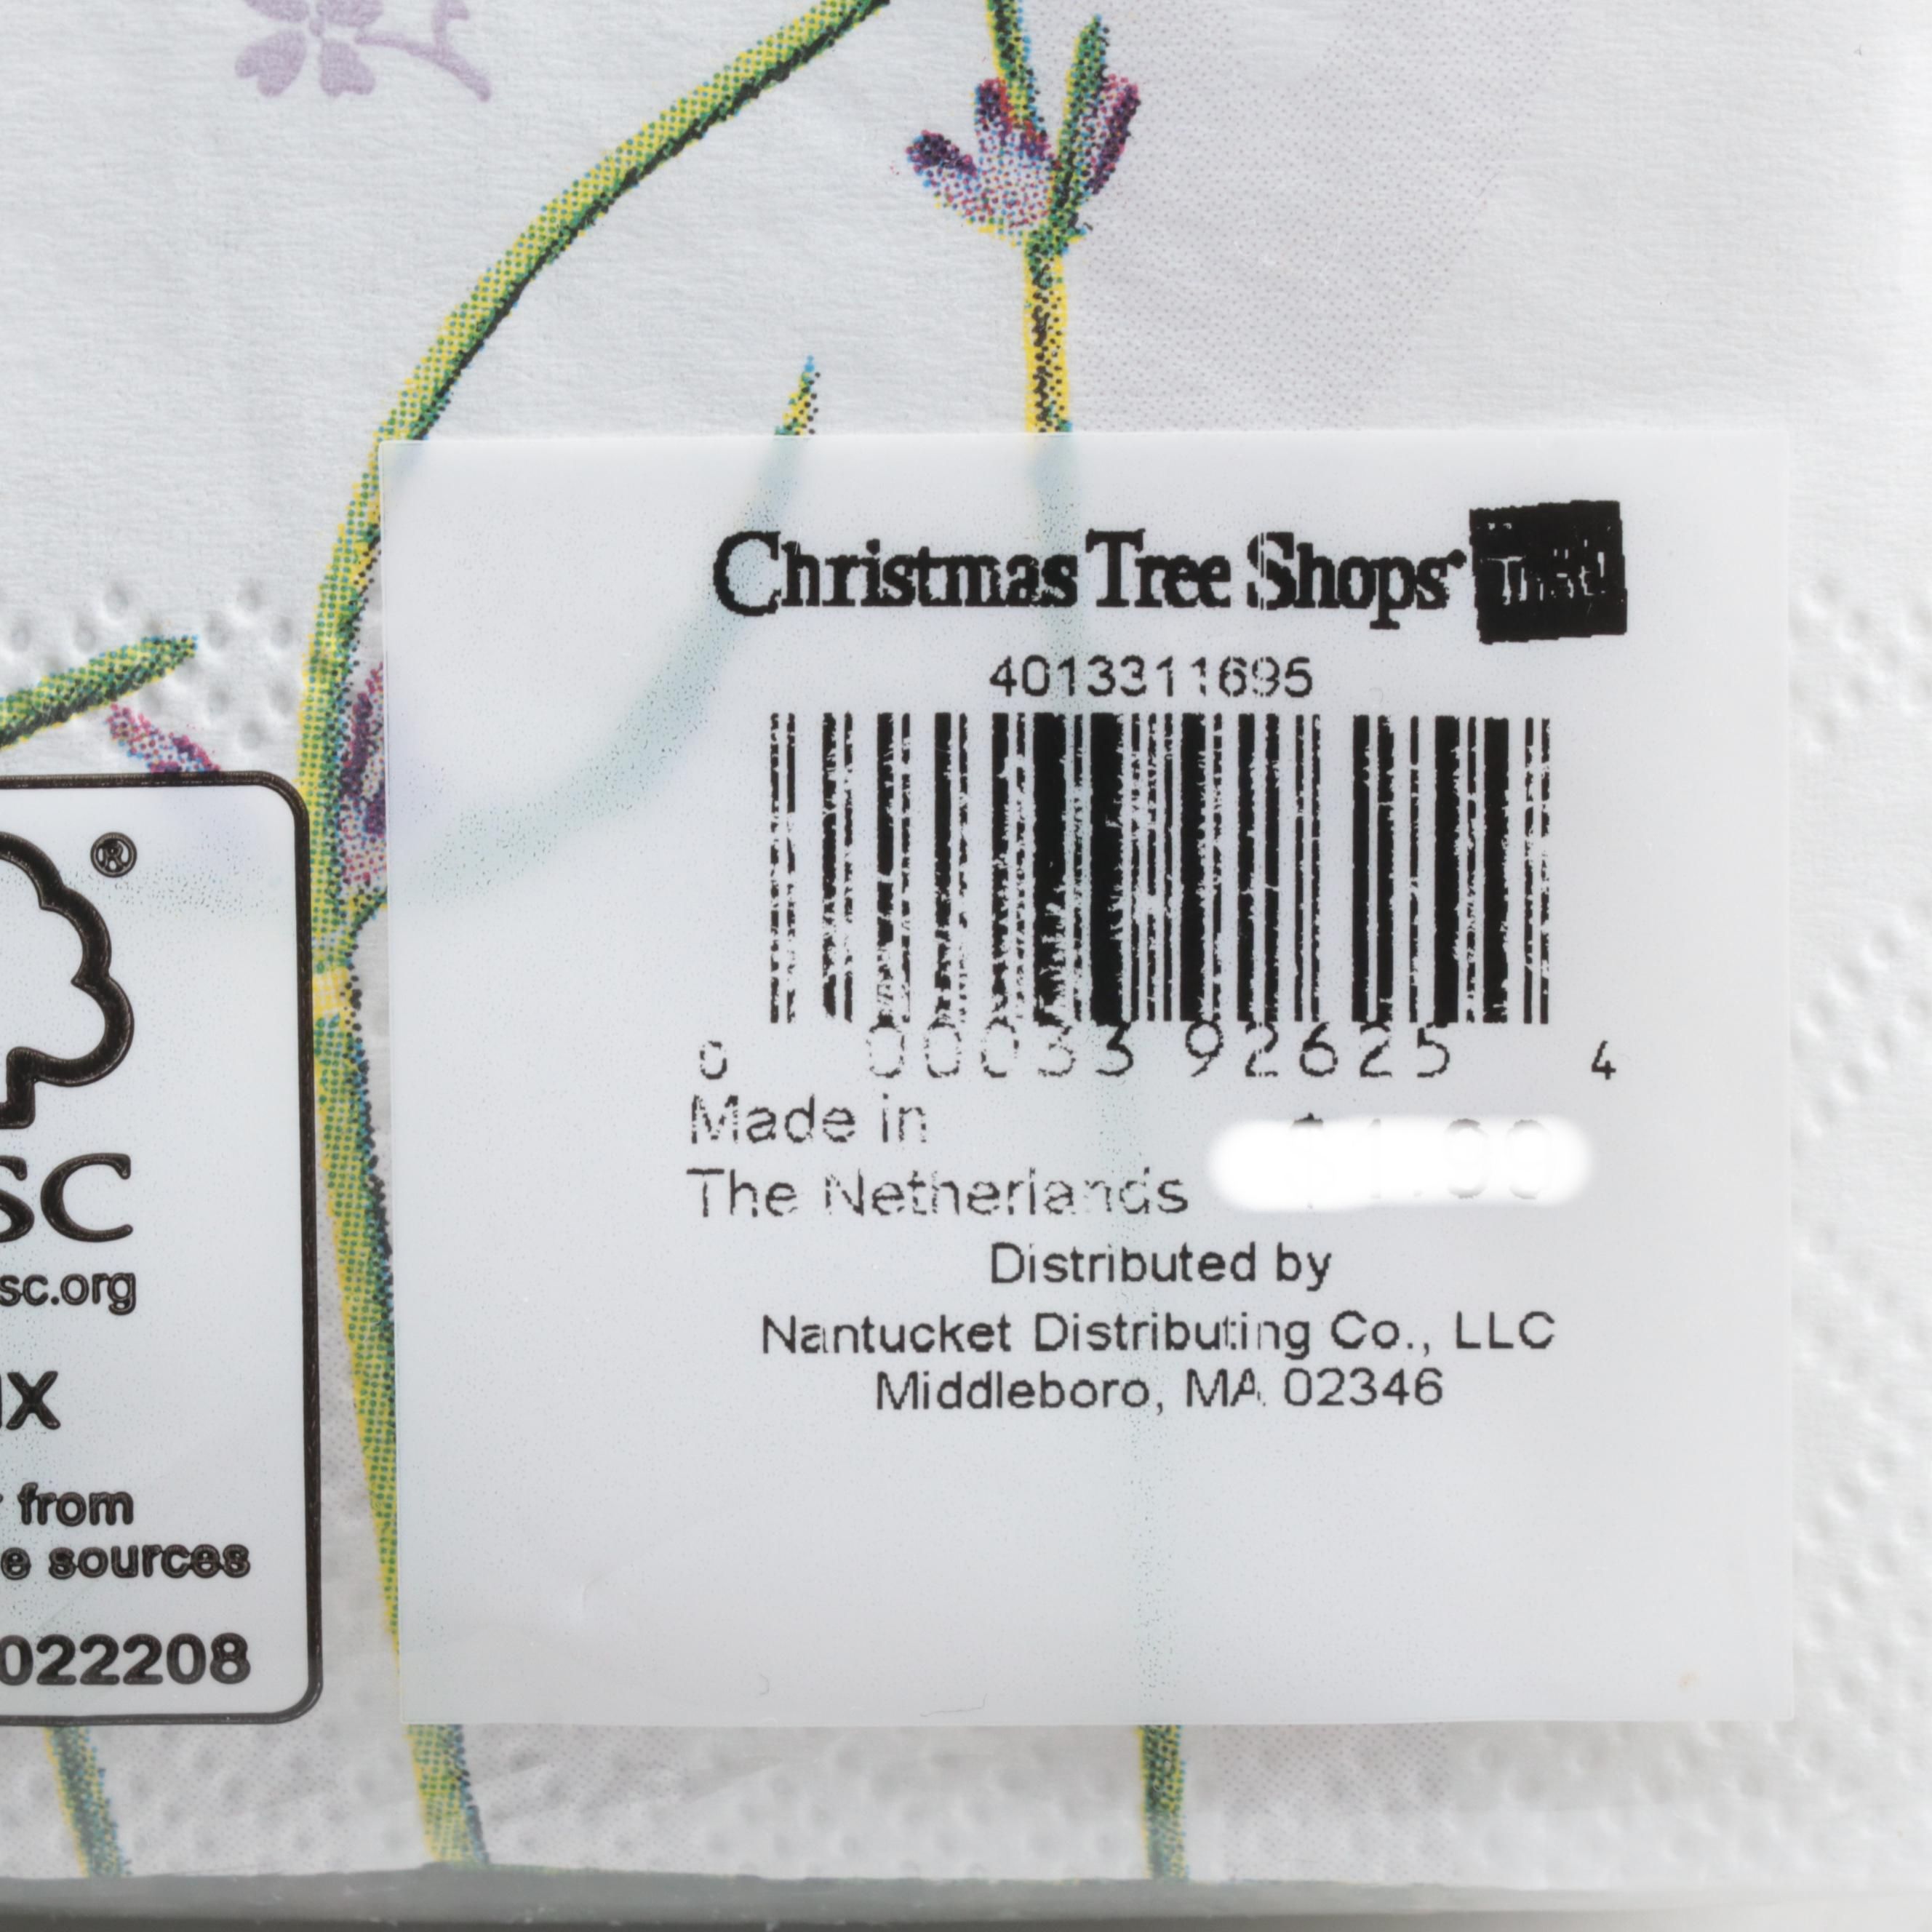 Christmas Tree Shops
4013311695
0 00033 92625 4
Made in
The Netherlands
Distributed by
Nantucket Distributing Co., LLC
Middleboro, MA 02346
®
SC
sc.org
from
sources
022208